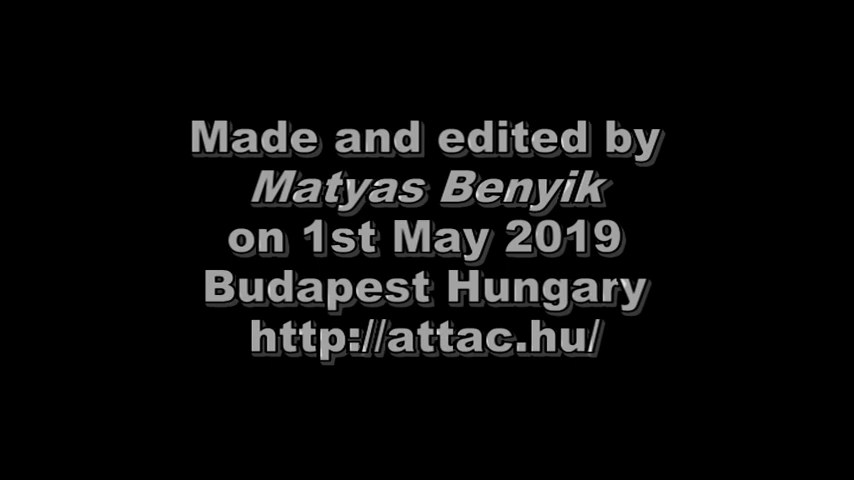 Made and edited by
Matyas Benyik
on 1st May 2019
Budapest Hungary
http://attac.hu/